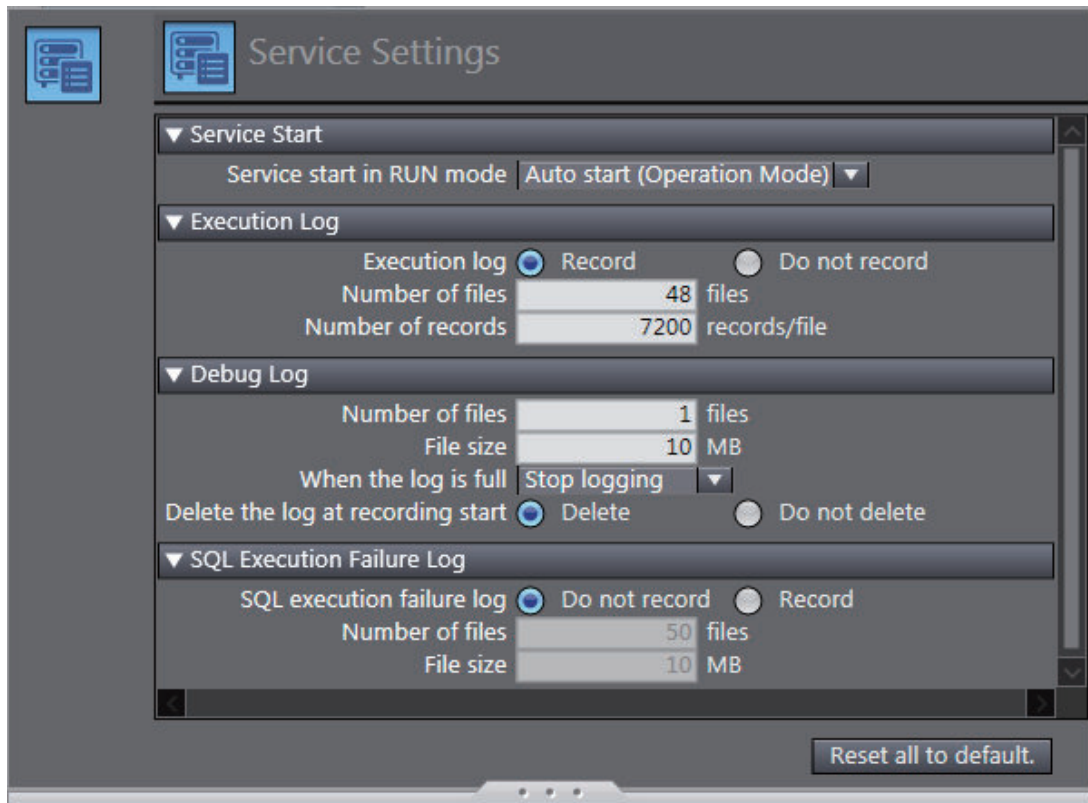 Service Settings
Service Start
Service start in RUN mode Auto start (Operation Mode)
Execution Log
Execution log Record Do not record
Number of files 48 files
Number of records 7200 records/file
Debug Log
Number of files 1 files
File size 10 MB
When the log is full Stop logging
Delete the log at recording start Delete Do not delete
SQL Execution Failure Log
SQL execution failure log Do not record Record
Number of files 50 files
File size 10 MB
Reset all to default.